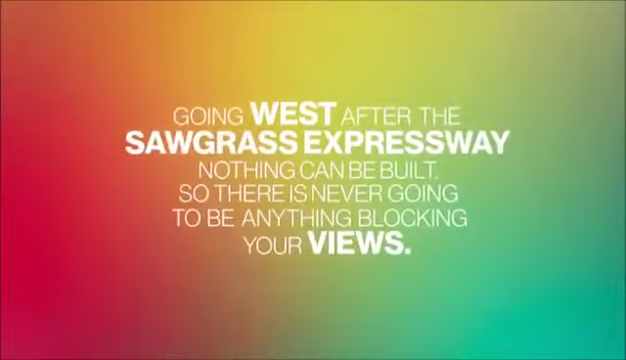 GOING WEST AFTER THE
SAWGRASS EXPRESSWAY
NOTHING CAN BE BUILT.
SO THERE IS NEVER GOING
TO BE ANYTHING BLOCKING
YOUR VIEWS.